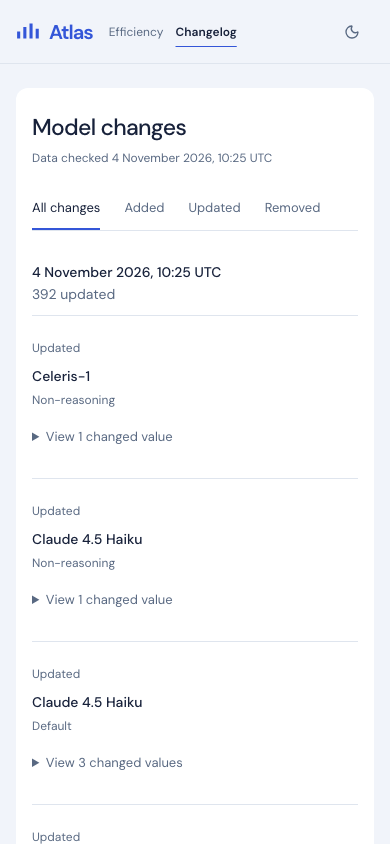 Atlas Efficiency Changelog
Model changes
Data checked 4 November 2026, 10:25 UTC
All changes Added Updated Removed
4 November 2026, 10:25 UTC
392 updated
Updated
Celeris-1
Non-reasoning
View 1 changed value
Updated
Claude 4.5 Haiku
Non-reasoning
View 1 changed value
Updated
Claude 4.5 Haiku
Default
View 3 changed values
Updated